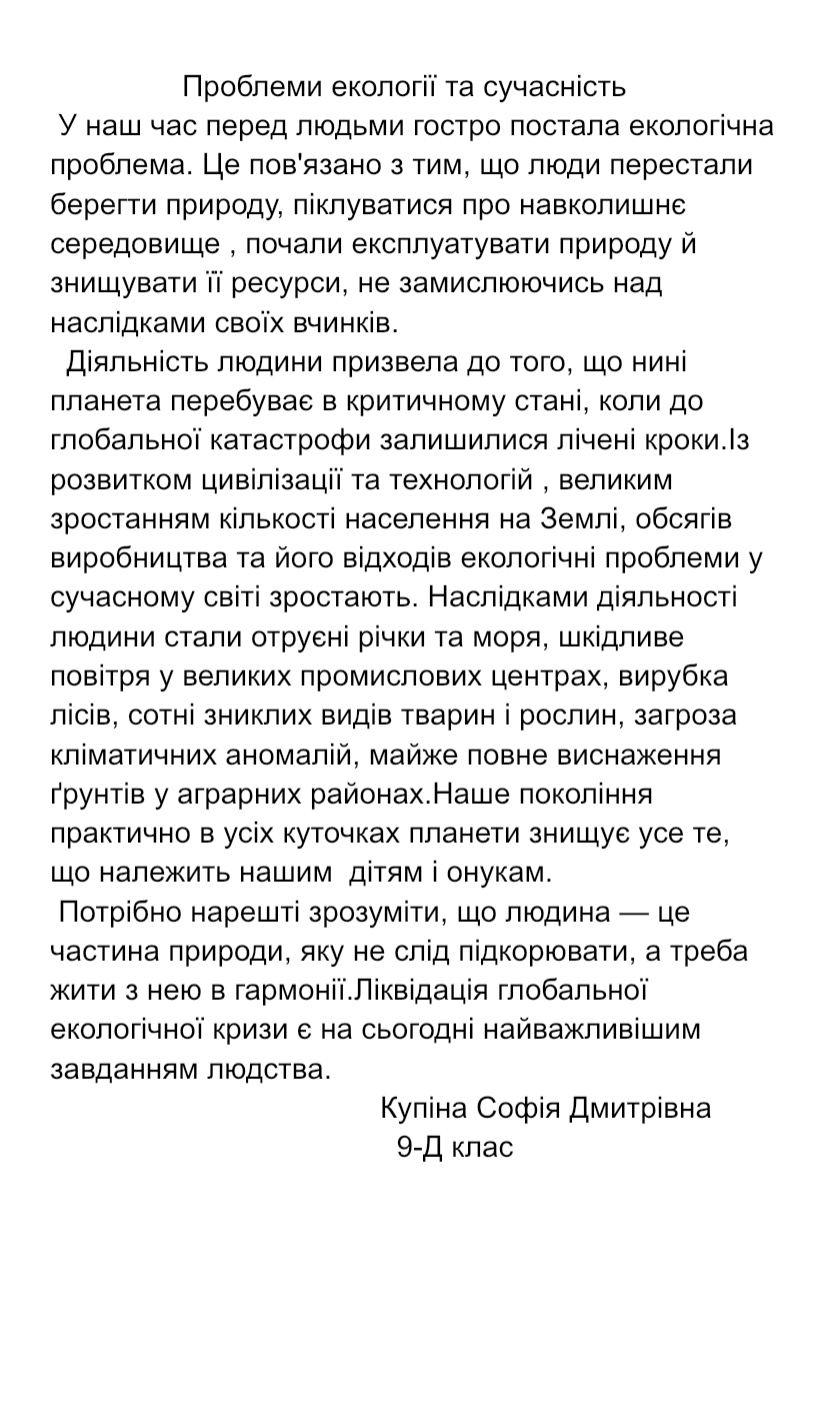 Проблеми екології та сучасність
У наш час перед людьми гостро постала екологічна
проблема. Це пов'язано з тим, що люди перестали
берегти природу, піклуватися про навколишнє
середовище , почали експлуатувати природу й
знищувати її ресурси, не замислюючись над
наслідками своїх вчинків.
Діяльність людини призвела до того, що нині
планета перебуває в критичному стані, коли до
глобальної катастрофи залишилися лічені кроки.Із
розвитком цивілізації та технологій , великим
зростанням кількості населення на Землі, обсягів
виробництва та його відходів екологічні проблеми у
сучасному світі зростають. Наслідками діяльності
людини стали отруєні річки та моря, шкідливе
повітря у великих промислових центрах, вирубка
лісів, сотні зниклих видів тварин і рослин, загроза
кліматичних аномалій, майже повне виснаження
ґрунтів у аграрних районах.Наше покоління
практично в усіх куточках планети знищує усе те,
що належить нашим  дітям і онукам.
Потрібно нарешті зрозуміти, що людина — це
частина природи, яку не слід підкорювати, а треба
жити з нею в гармонії.Ліквідація глобальної
екологічної кризи є на сьогодні найважливішим
завданням людства.
Купіна Софія Дмитрівна
9-Д клас